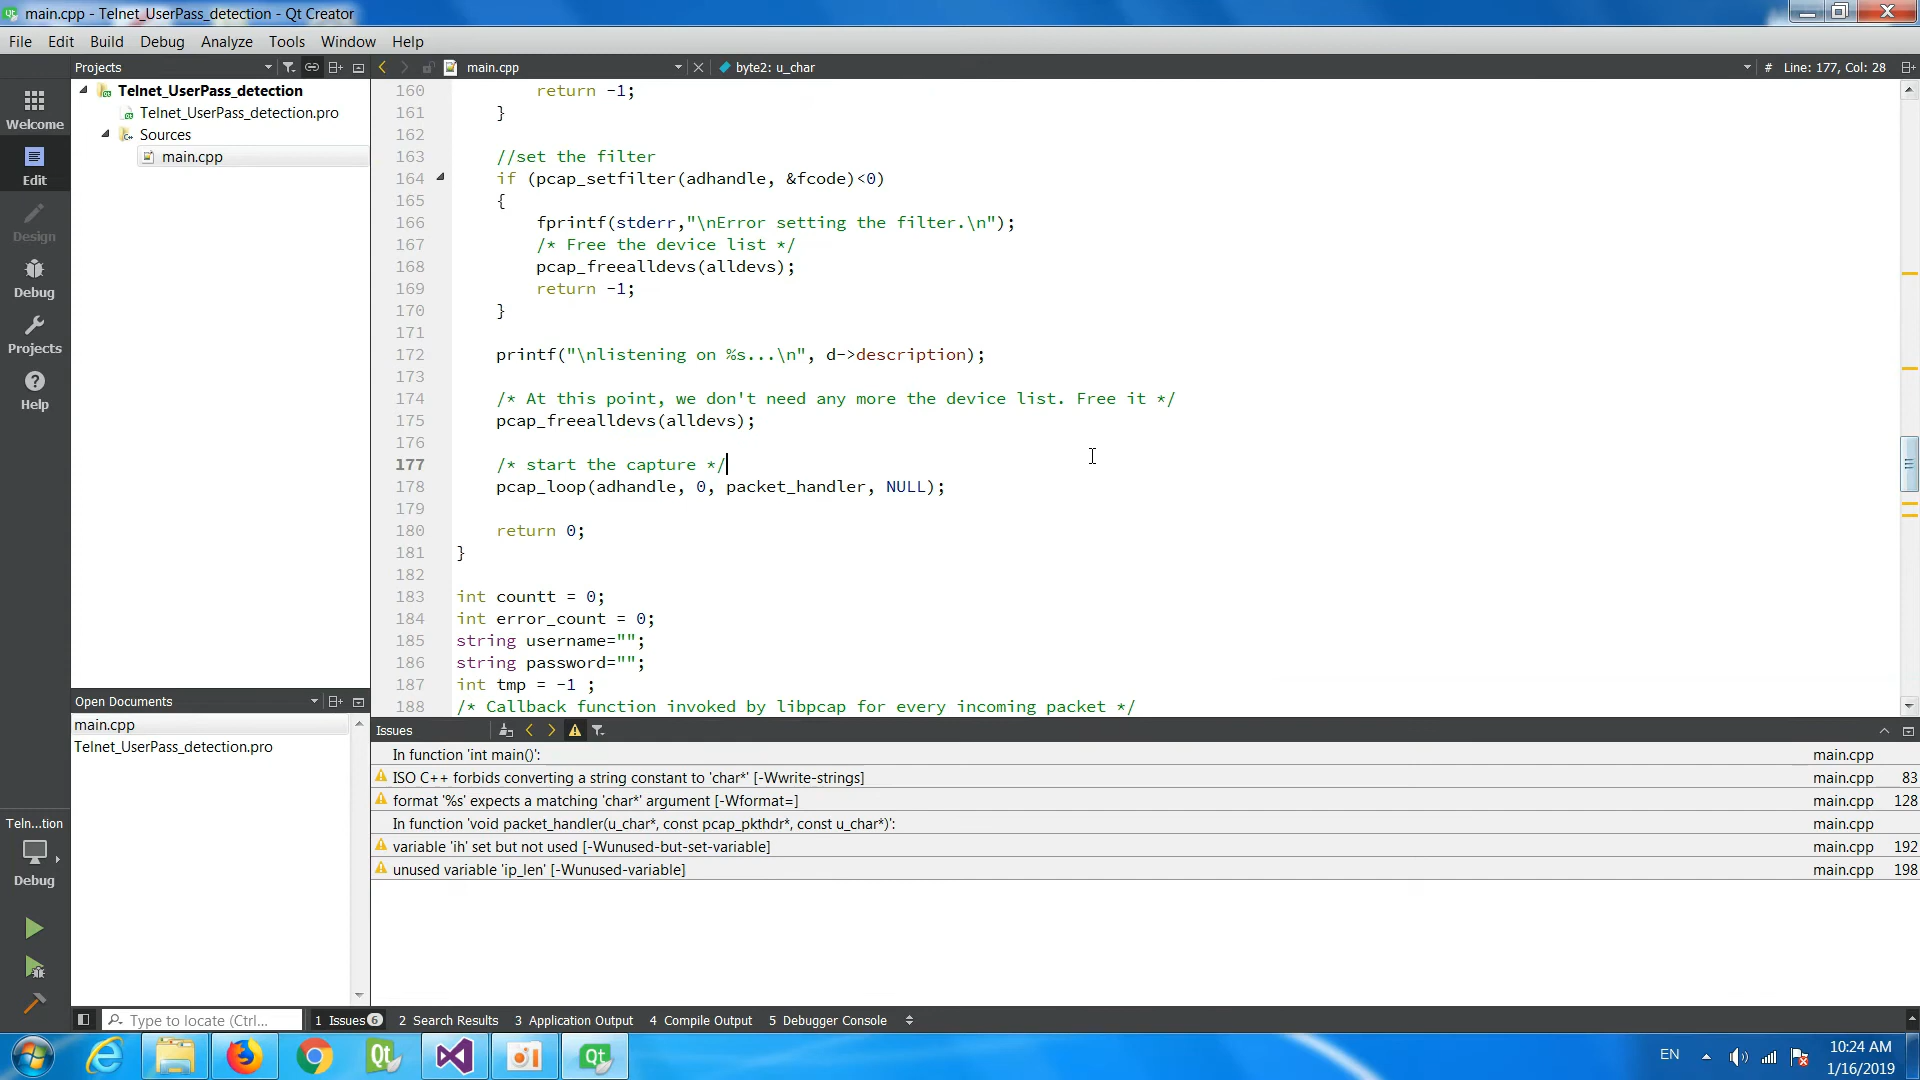 main.cpp - Telnet_UserPass_detection - Qt Creator
File Edit Build Debug Analyze Tools Window Help
Projects main.cpp byte2: u_char # Line: 177, Col: 28
Telnet_UserPass_detection
Telnet_UserPass_detection.pro
Sources
main.cpp
Welcome
Edit
Design
Debug
Projects
Help
160 return -1;
161 }
162
163 //set the filter
164 if (pcap_setfilter(adhandle, &fcode)<0)
165 {
166 fprintf(stderr,"\nError setting the filter.\n");
167 /* Free the device list */
168 pcap_freealldevs(alldevs);
169 return -1;
170 }
171
172 printf("\nlistening on %s...\n", d->description);
173
174 /* At this point, we don't need any more the device list. Free it */
175 pcap_freealldevs(alldevs);
176
177 /* start the capture */
178 pcap_loop(adhandle, 0, packet_handler, NULL);
179
180 return 0;
181 }
182
183 int countt = 0;
184 int error_count = 0;
185 string username="";
186 string password="";
187 int tmp = -1 ;
188 /* Callback function invoked by libpcap for every incoming packet */
Open Documents
main.cpp
Telnet_UserPass_detection.pro
Issues
In function 'int main()': main.cpp
ISO C++ forbids converting a string constant to 'char*' [-Wwrite-strings] main.cpp 83
format '%s' expects a matching 'char*' argument [-Wformat=] main.cpp 128
In function 'void packet_handler(u_char*, const pcap_pkthdr*, const u_char*)': main.cpp
variable 'ih' set but not used [-Wunused-but-set-variable] main.cpp 192
unused variable 'ip_len' [-Wunused-variable] main.cpp 198
Teln...tion
Debug
Type to locate (Ctrl... 1 Issues 6 2 Search Results 3 Application Output 4 Compile Output 5 Debugger Console
Qt Qt
EN
10:24 AM
1/16/2019